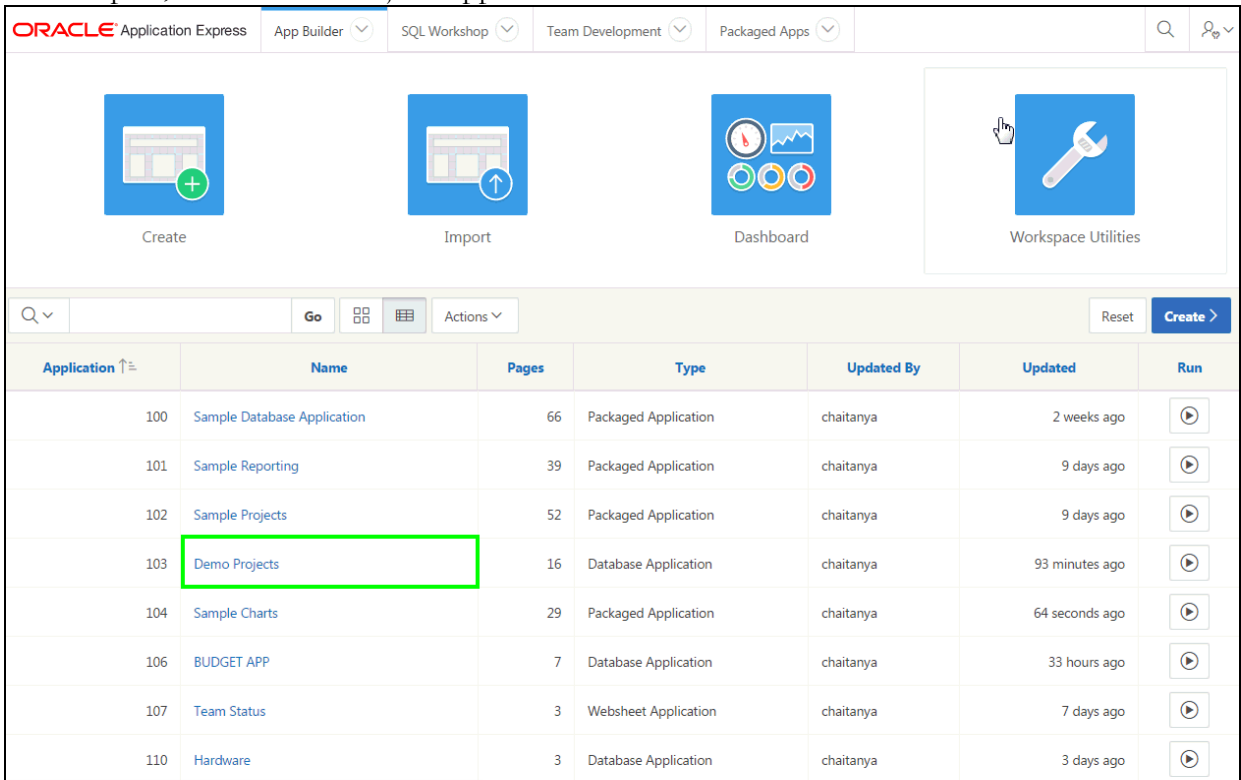 ORACLE Application Express App Builder SQL Workshop Team Development Packaged Apps
Create Import Dashboard Workspace Utilities
Go Actions Reset Create
Application Name Pages Type Updated By Updated Run
100 Sample Database Application 66 Packaged Application chaitanya 2 weeks ago
101 Sample Reporting 39 Packaged Application chaitanya 9 days ago
102 Sample Projects 52 Packaged Application chaitanya 9 days ago
103 Demo Projects 16 Database Application chaitanya 93 minutes ago
104 Sample Charts 29 Packaged Application chaitanya 64 seconds ago
106 BUDGET APP 7 Database Application chaitanya 33 hours ago
107 Team Status 3 Websheet Application chaitanya 7 days ago
110 Hardware 3 Database Application chaitanya 3 days ago